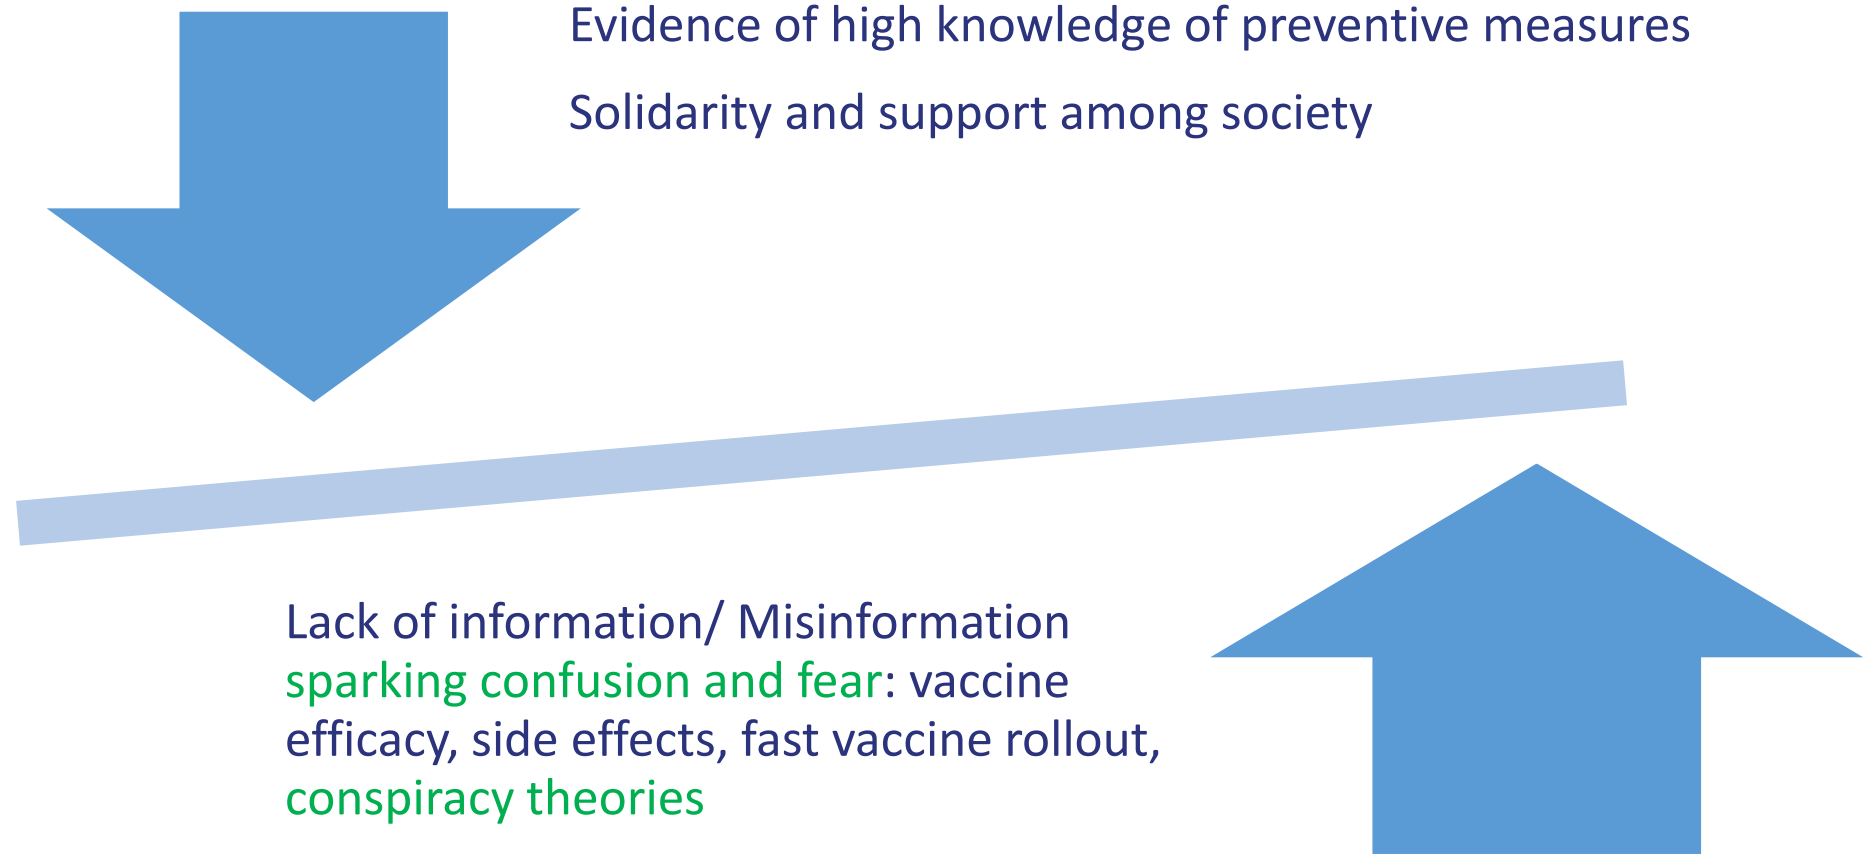 Evidence of high knowledge of preventive measures
Solidarity and support among society
Lack of information/ Misinformation
sparking confusion and fear: vaccine
efficacy, side effects, fast vaccine rollout,
conspiracy theories